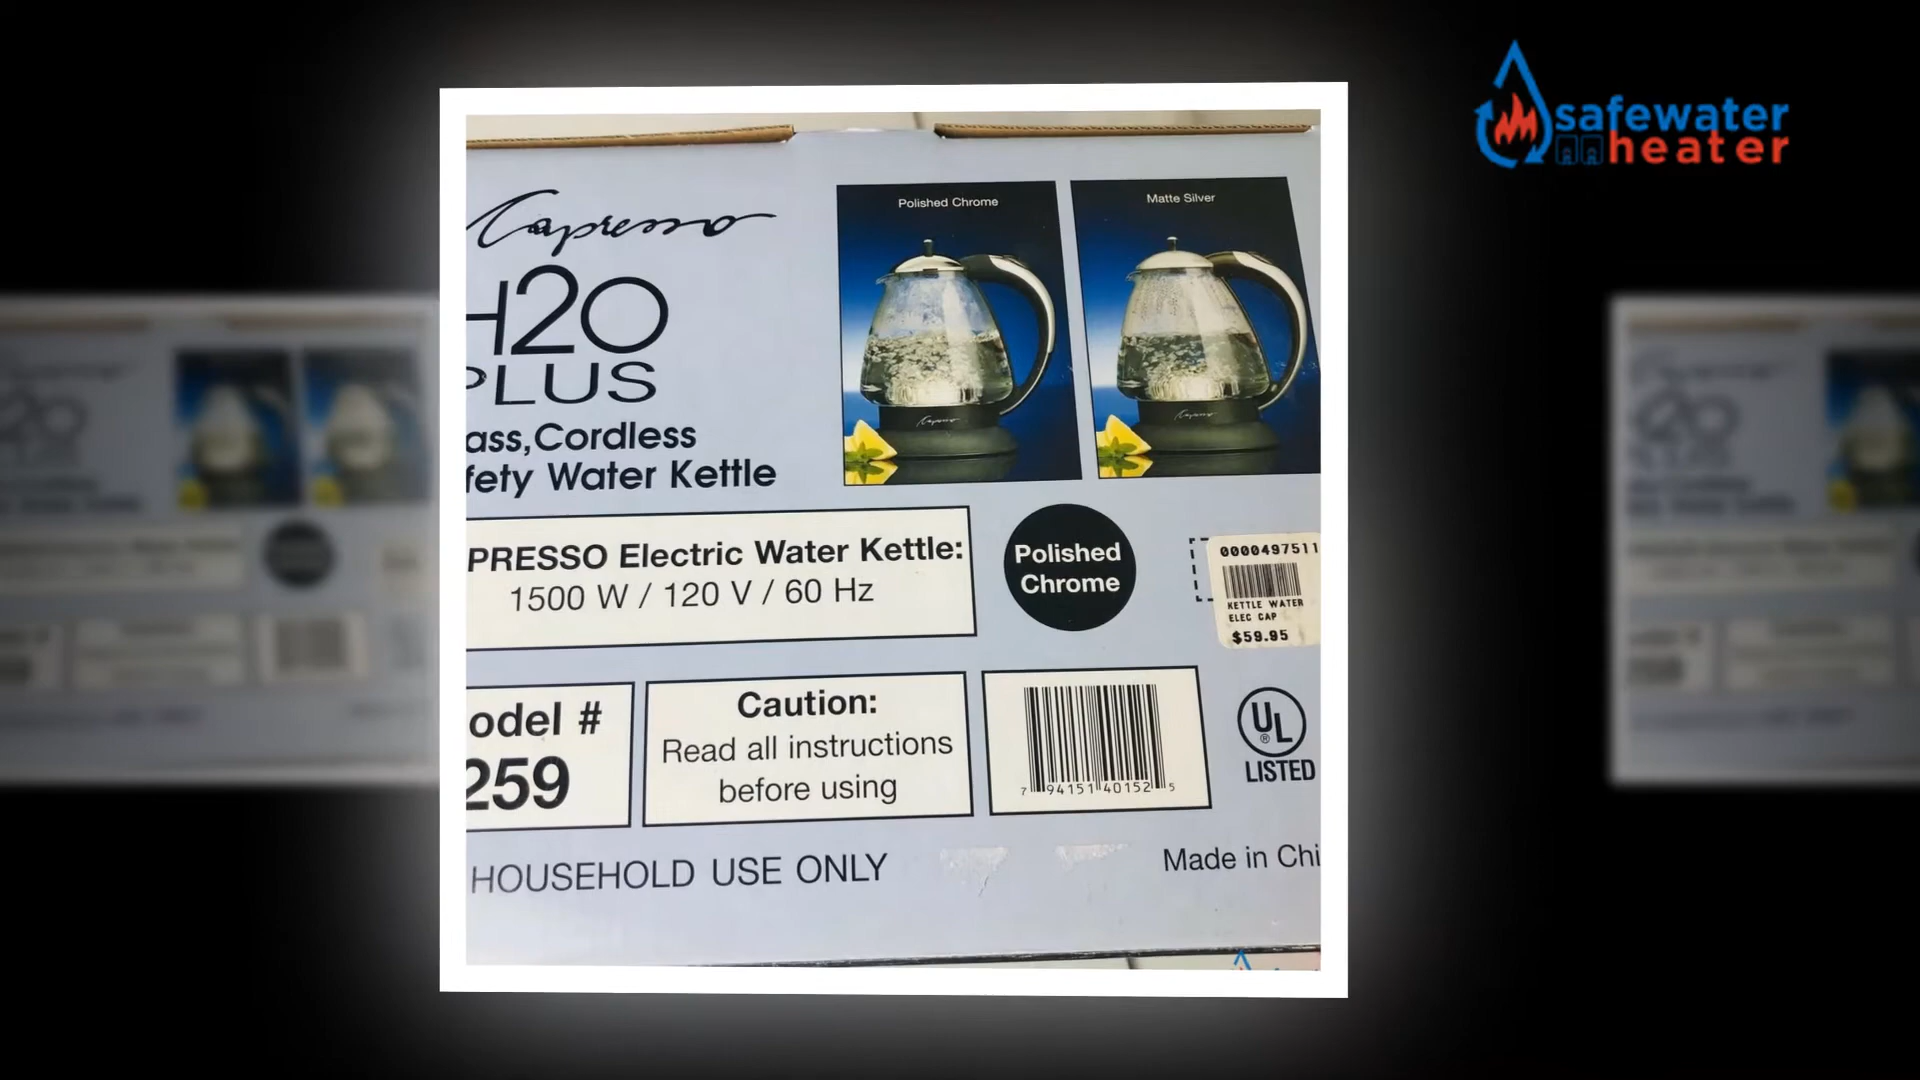 safewater
heater
Capresso
H2O
PLUS
ass,Cordless
fety Water Kettle
Polished Chrome
Matte Silver
Capresso
Capresso
PRESSO Electric Water Kettle:
1500 W / 120 V / 60 Hz
Polished
Chrome
0000497511
KETTLE WATER
ELEC CAP
$59.95
odel #
259
Caution:
Read all instructions
before using
7 94151 40152 5
UL
®
LISTED
HOUSEHOLD USE ONLY
Made in Chi